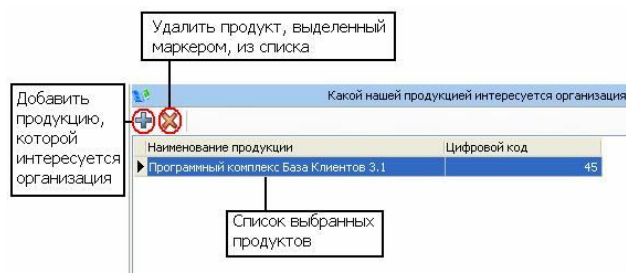 Удалить продукт, выделенный
маркером, из списка
Добавить
продукцию,
которой
интересуется
организация
Какой нашей продукцией интересуется организация
Наименование продукции Цифровой код
Программный комплекс База Клиентов 3.1 45
Список выбранных
продуктов